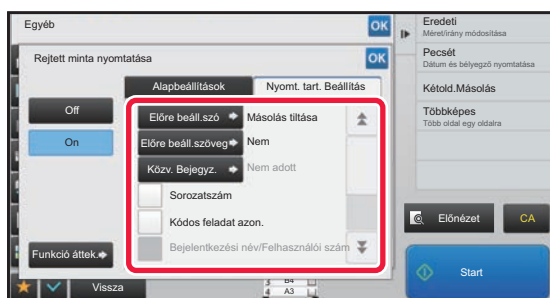 Egyéb
OK
Rejtett minta nyomtatása
OK
Alapbeállítások
Nyomt. tart. Beállítás
Off
On
Előre beáll.szó
Másolás tiltása
Előre beáll.szöveg
Nem
Közv. Bejegyz.
Nem adott
Sorozatszám
Kódos feladat azon.
Bejelentkezési név/Felhasználói szám
Funkció áttek.
Vissza
3 B4
4 A3
Eredeti
Méret/irány módosítása
Pecsét
Dátum és bélyegző nyomtatása
Kétold.Másolás
Többképes
Több oldal egy oldalra
Előnézet
CA
Start